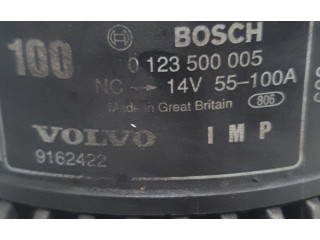 100 BOSCH
0 123 500 005
NC → 14V 55-100A
Made in Great Britain 806
VOLVO IMP
9162422